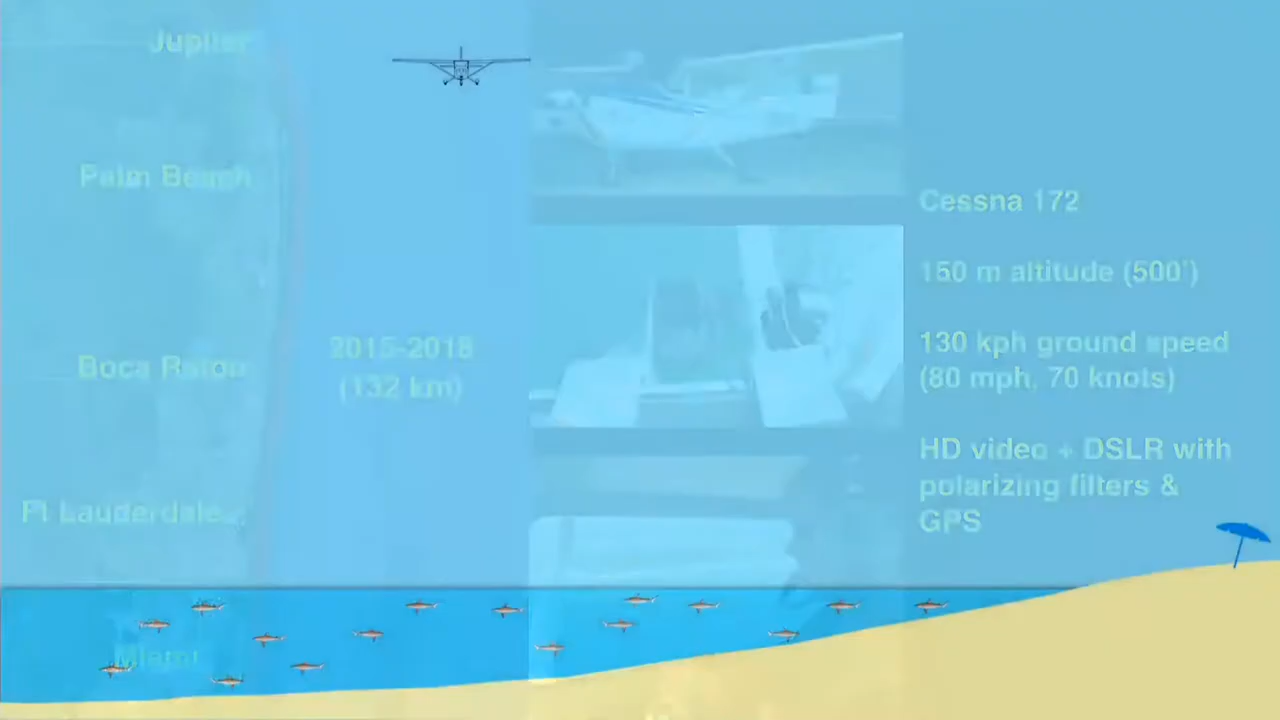 Jupiter
Palm Beach
Cessna 172
150 m altitude (500')
130 kph ground speed
(80 mph, 70 knots)
2015-2018
(132 km)
Boca Raton
HD video + DSLR with
polarizing filters &
GPS
Ft Lauderdale
Miami